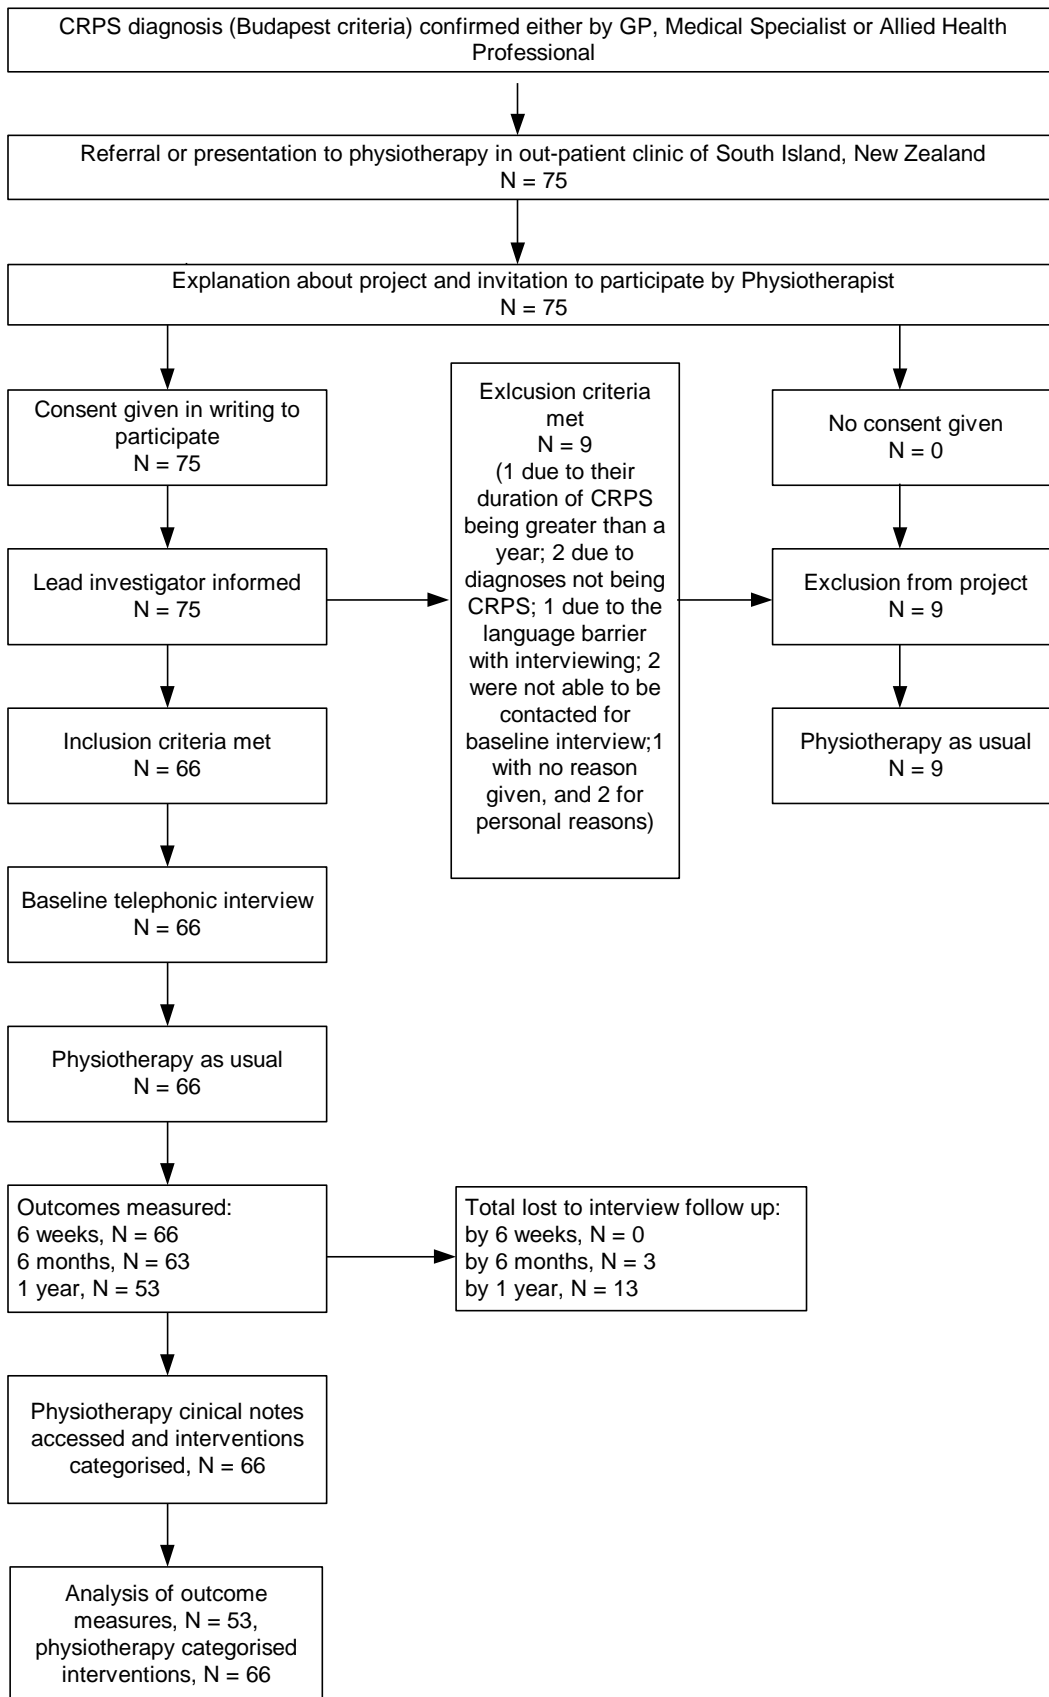 CRPS diagnosis (Budapest criteria) confirmed either by GP, Medical Specialist or Allied Health
Professional
Referral or presentation to physiotherapy in out-patient clinic of South Island, New Zealand
N = 75
Explanation about project and invitation to participate by Physiotherapist
N = 75
Consent given in writing to
participate
N = 75
Lead investigator informed
N = 75
Exlcusion criteria
met
N = 9
(1 due to their
duration of CRPS
being greater than a
year; 2 due to
diagnoses not being
CRPS; 1 due to the
language barrier
with interviewing; 2
were not able to be
contacted for
baseline interview;1
with no reason
given, and 2 for
personal reasons)
No consent given
N = 0
Exclusion from project
N = 9
Physiotherapy as usual
N = 9
Inclusion criteria met
N = 66
Baseline telephonic interview
N = 66
Physiotherapy as usual
N = 66
Outcomes measured:
6 weeks, N = 66
6 months, N = 63
1 year, N = 53
Total lost to interview follow up:
by 6 weeks, N = 0
by 6 months, N = 3
by 1 year, N = 13
Physiotherapy cinical notes
accessed and interventions
categorised, N = 66
Analysis of outcome
measures, N = 53,
physiotherapy categorised
interventions, N = 66